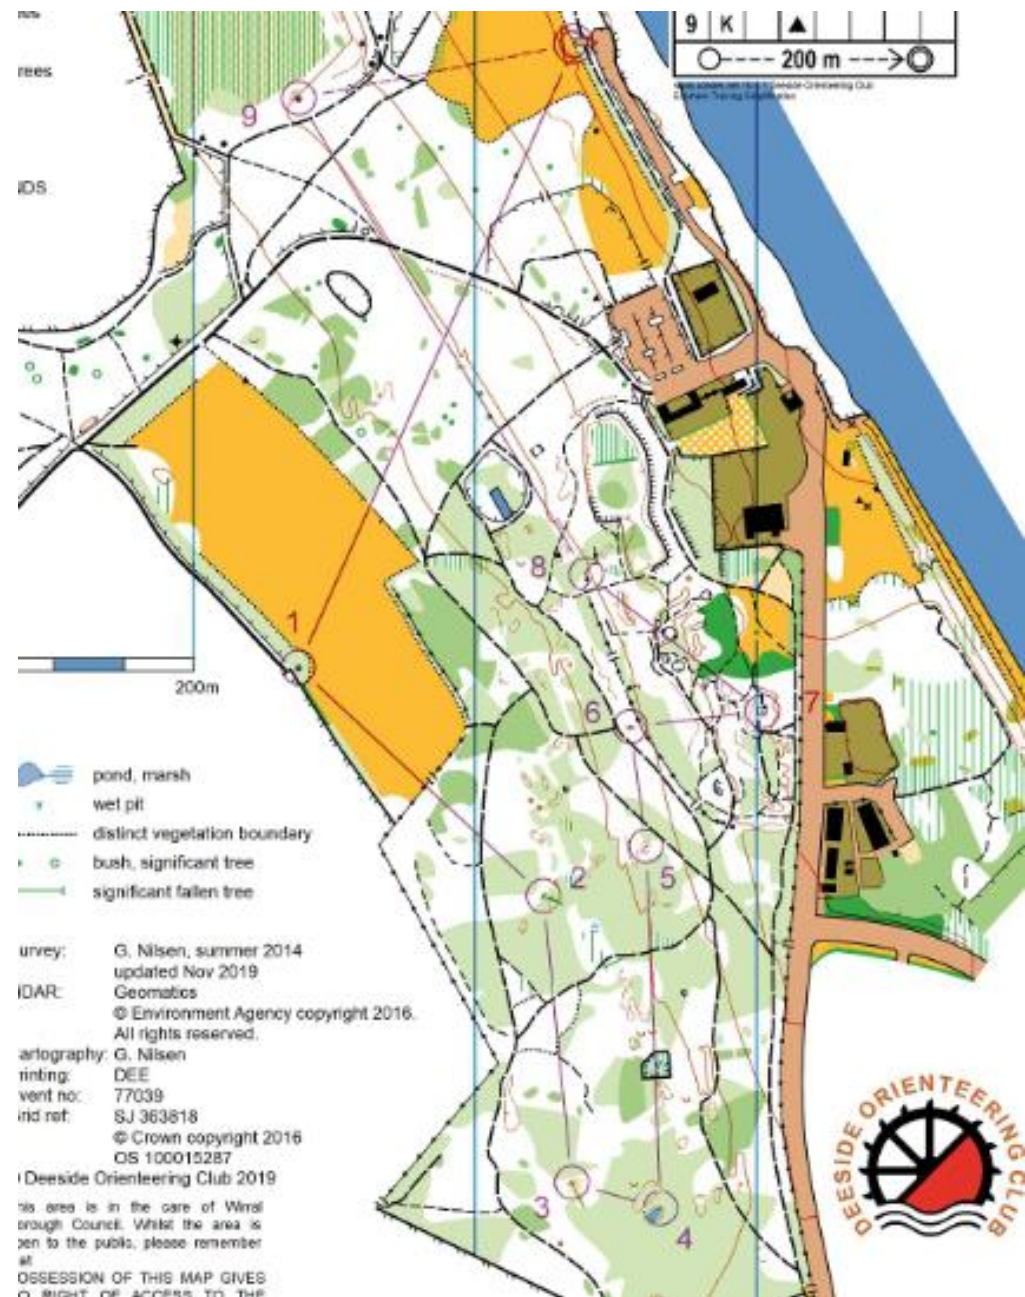 9 K
200 m
9
1
8
6
7
200m
pond, marsh
wet pit
distinct vegetation boundary
bush, significant tree
significant fallen tree
2
5
urvey: G. Nilsen, summer 2014
updated Nov 2019
IDAR: Geomatics
© Environment Agency copyright 2016.
All rights reserved.
artography: G. Nilsen
rinting: DEE
vent no: 77039
rid ref: SJ 363818
© Crown copyright 2016
OS 100015287
Deeside Orienteering Club 2019
DEESIDE ORIENTEERING CLUB
3
4
his area is in the care of Wirral
orough Council. Whilst the area is
pen to the public, please remember
at
OSSESSION OF THIS MAP GIVES
O RIGHT OF ACCESS TO THE